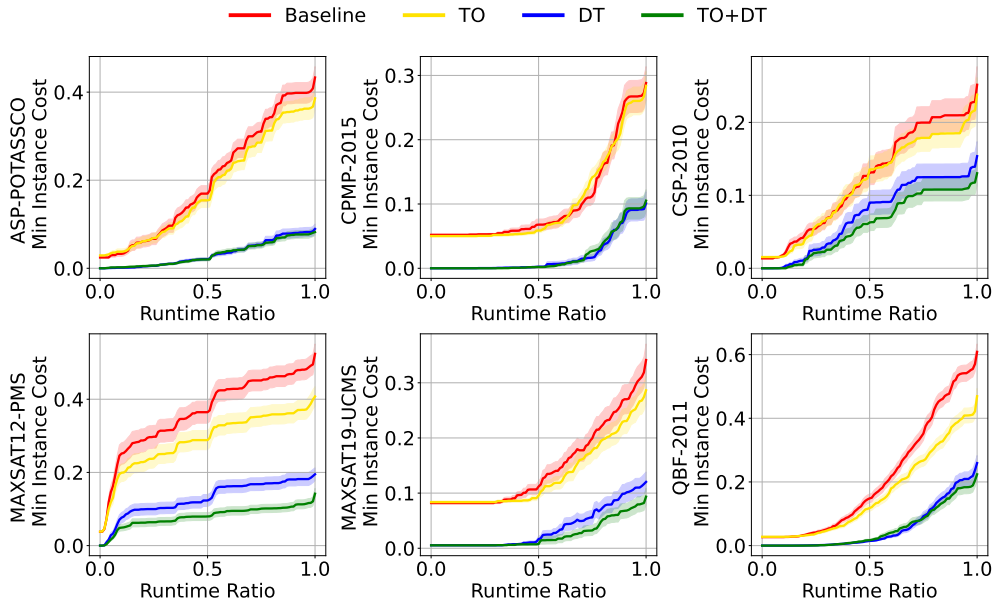 Baseline TO DT TO+DT
ASP-POTASSCO
Min Instance Cost
0.4
0.2
0.0
0.0 0.5 1.0
Runtime Ratio
CPMP-2015
Min Instance Cost
0.3
0.2
0.1
0.0
0.0 0.5 1.0
Runtime Ratio
CSP-2010
Min Instance Cost
0.2
0.1
0.0
0.0 0.5 1.0
Runtime Ratio
MAXSAT12-PMS
Min Instance Cost
0.4
0.2
0.0
0.0 0.5 1.0
Runtime Ratio
MAXSAT19-UCMS
Min Instance Cost
0.3
0.2
0.1
0.0
0.0 0.5 1.0
Runtime Ratio
QBF-2011
Min Instance Cost
0.6
0.4
0.2
0.0
0.0 0.5 1.0
Runtime Ratio